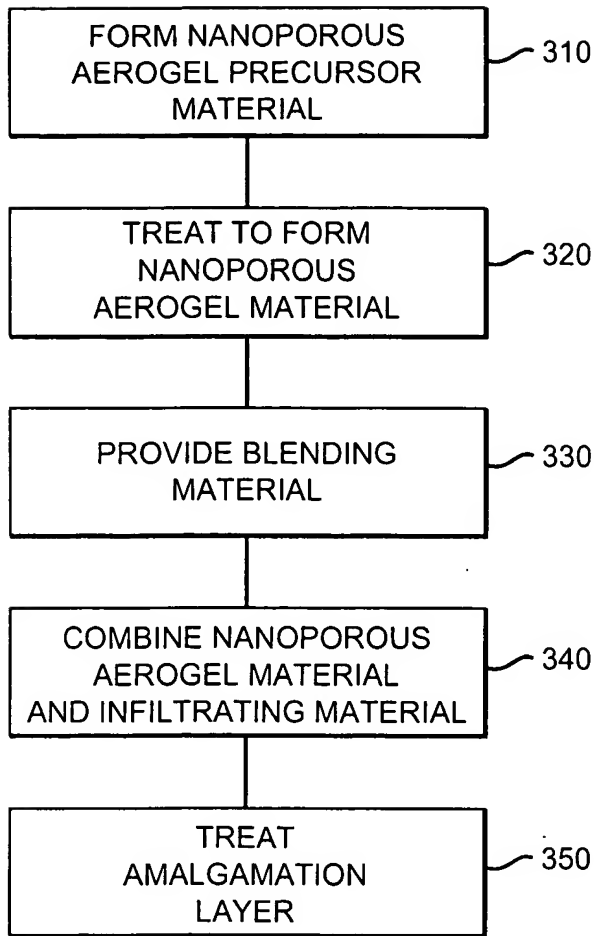 FORM NANOPOROUS
AEROGEL PRECURSOR
MATERIAL
310
TREAT TO FORM
NANOPOROUS
AEROGEL MATERIAL
320
PROVIDE BLENDING
MATERIAL
330
COMBINE NANOPOROUS
AEROGEL MATERIAL
AND INFILTRATING MATERIAL
340
TREAT
AMALGAMATION
LAYER
350